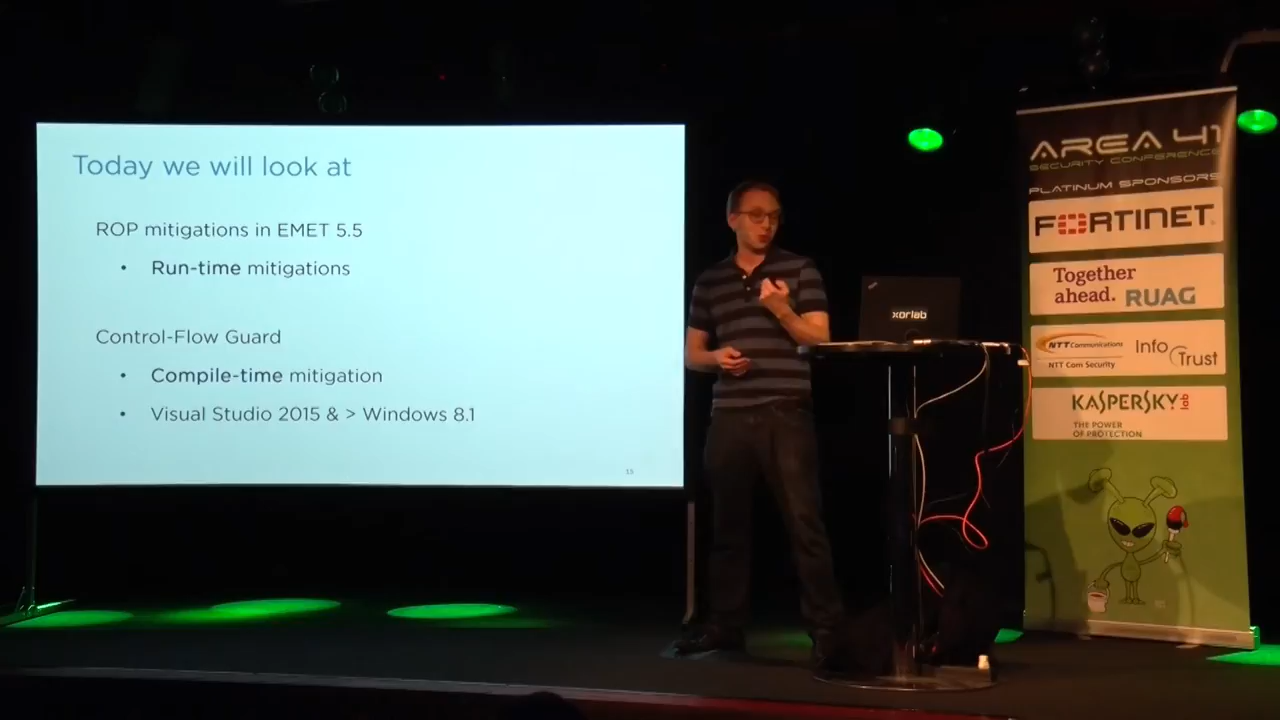 Today we will look at
ROP mitigations in EMET 5.5
• Run-time mitigations
Control-Flow Guard
• Compile-time mitigation
• Visual Studio 2015 & > Windows 8.1
15
xorlab
AREA 41
SECURITY CONFERENCE
PLATINUM SPONSORS
FORTINET
Together
ahead. RUAG
NTT Communications
NTT Com Security
Info
Trust
KASPERSKY lab
THE POWER
OF PROTECTION